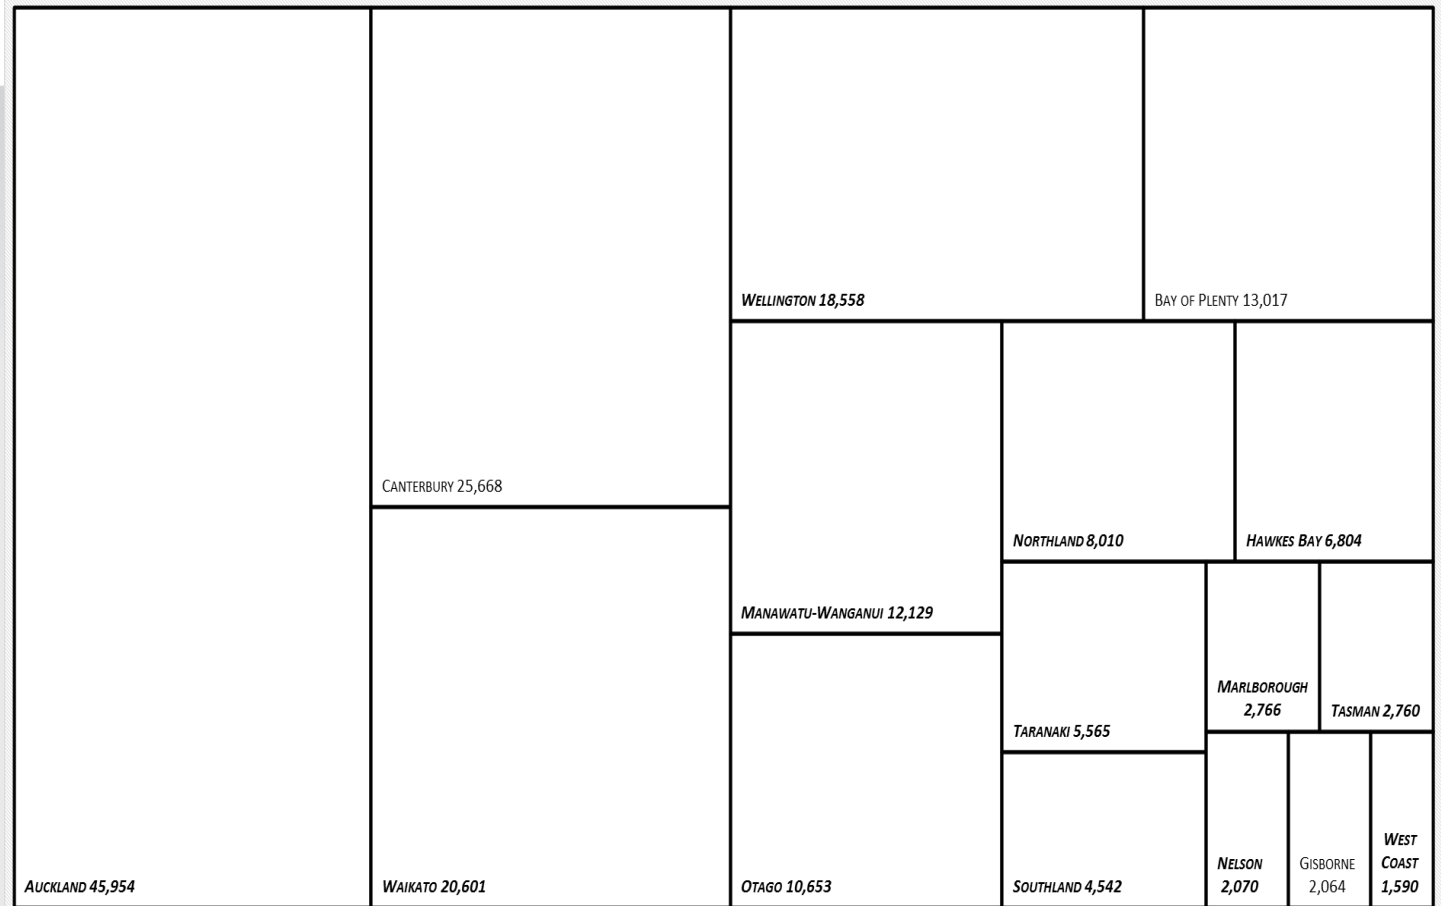 WELLINGTON 18,558
BAY OF PLENTY 13,017
CANTERBURY 25,668
NORTHLAND 8,010
HAWKES BAY 6,804
MANAWATU-WANGANUI 12,129
MARLBOROUGH
2,766
TASMAN 2,760
TARANAKI 5,565
AUCKLAND 45,954
WAIKATO 20,601
OTAGO 10,653
SOUTHLAND 4,542
NELSON
2,070
GISBORNE
2,064
WEST
COAST
1,590